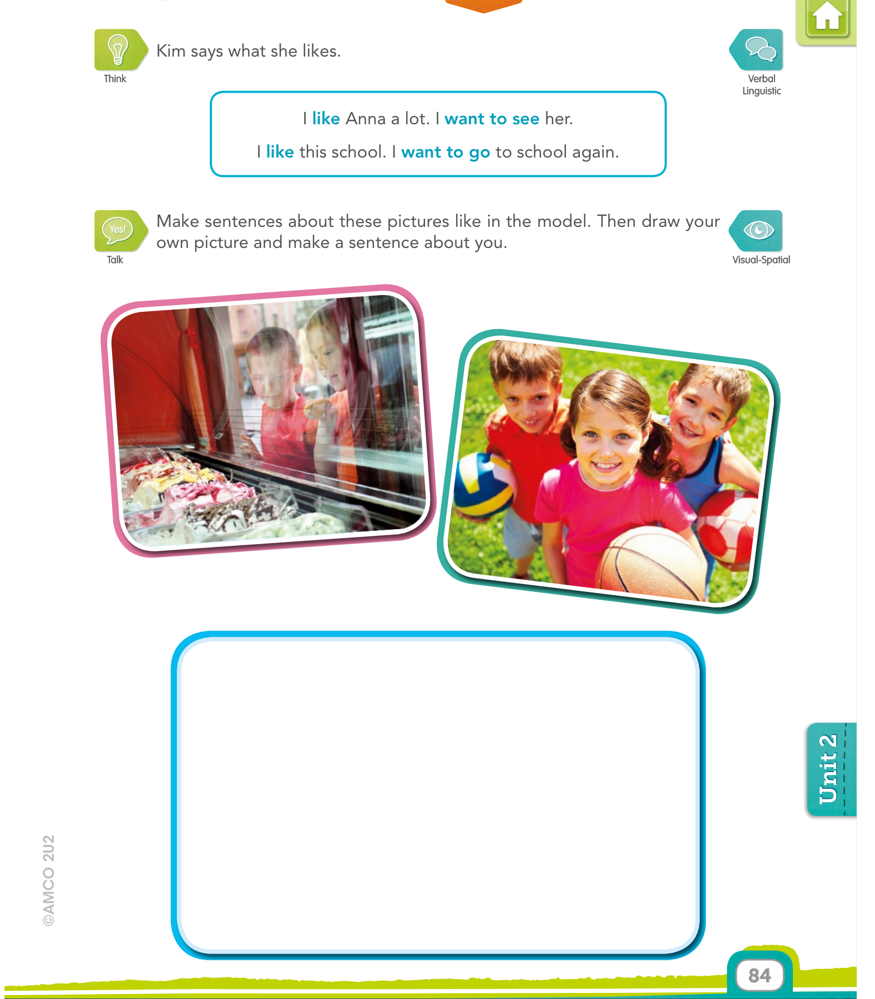 Think
Kim says what she likes.
Verbal
Linguistic
I like Anna a lot. I want to see her.
I like this school. I want to go to school again.
Yes!
Talk
Make sentences about these pictures like in the model. Then draw your
own picture and make a sentence about you.
Visual-Spatial
Unit 2
©AMCO 2U2
84